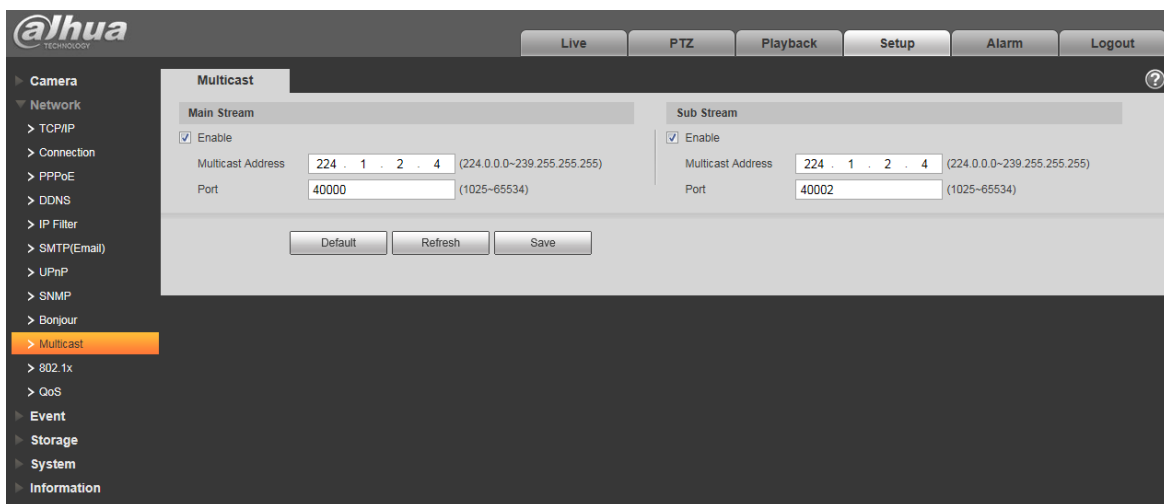 alhua
TECHNOLOGY
Live PTZ Playback Setup Alarm Logout
Camera
Network
> TCP/IP
> Connection
> PPPoE
> DDNS
> IP Filter
> SMTP(Email)
> UPnP
> SNMP
> Bonjour
> Multicast
> 802.1x
> QoS
Event
Storage
System
Information
Multicast
?
Main Stream
Enable
Multicast Address 224 . 1 . 2 . 4 (224.0.0.0~239.255.255.255)
Port 40000 (1025~65534)
Sub Stream
Enable
Multicast Address 224 . 1 . 2 . 4 (224.0.0.0~239.255.255.255)
Port 40002 (1025~65534)
Default Refresh Save